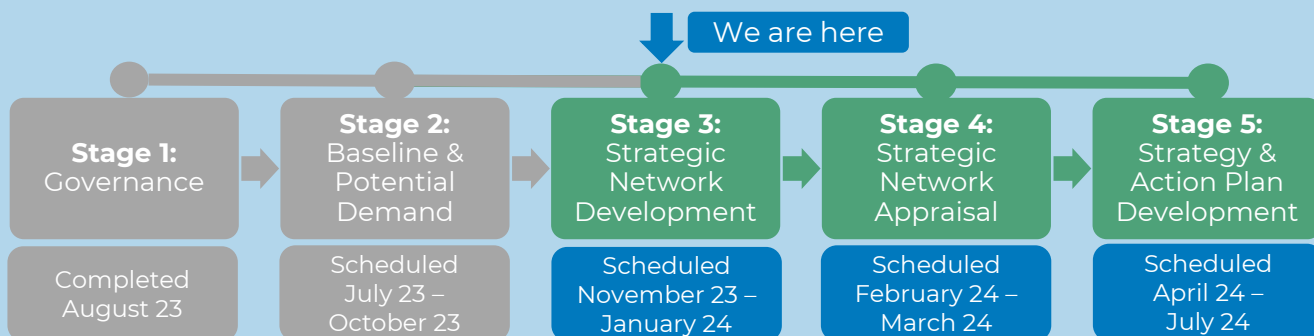 We are here
Stage 1:
Governance
Stage 2:
Baseline &
Potential
Demand
Stage 3:
Strategic
Network
Development
Stage 4:
Strategic
Network
Appraisal
Stage 5:
Strategy &
Action Plan
Development
Completed
August 23
Scheduled
July 23 –
October 23
Scheduled
November 23 –
January 24
Scheduled
February 24 –
March 24
Scheduled
April 24 –
July 24